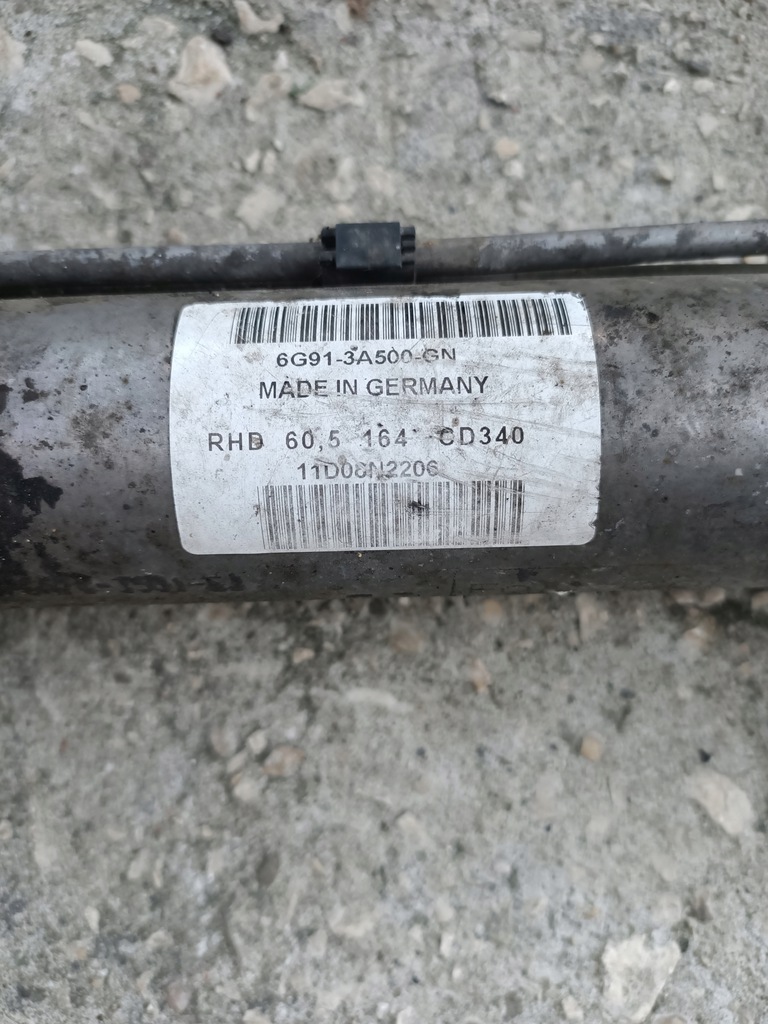 6G91-3A500-GN
MADE IN GERMANY
RHD 60,5 164 CD340
11D08N2206